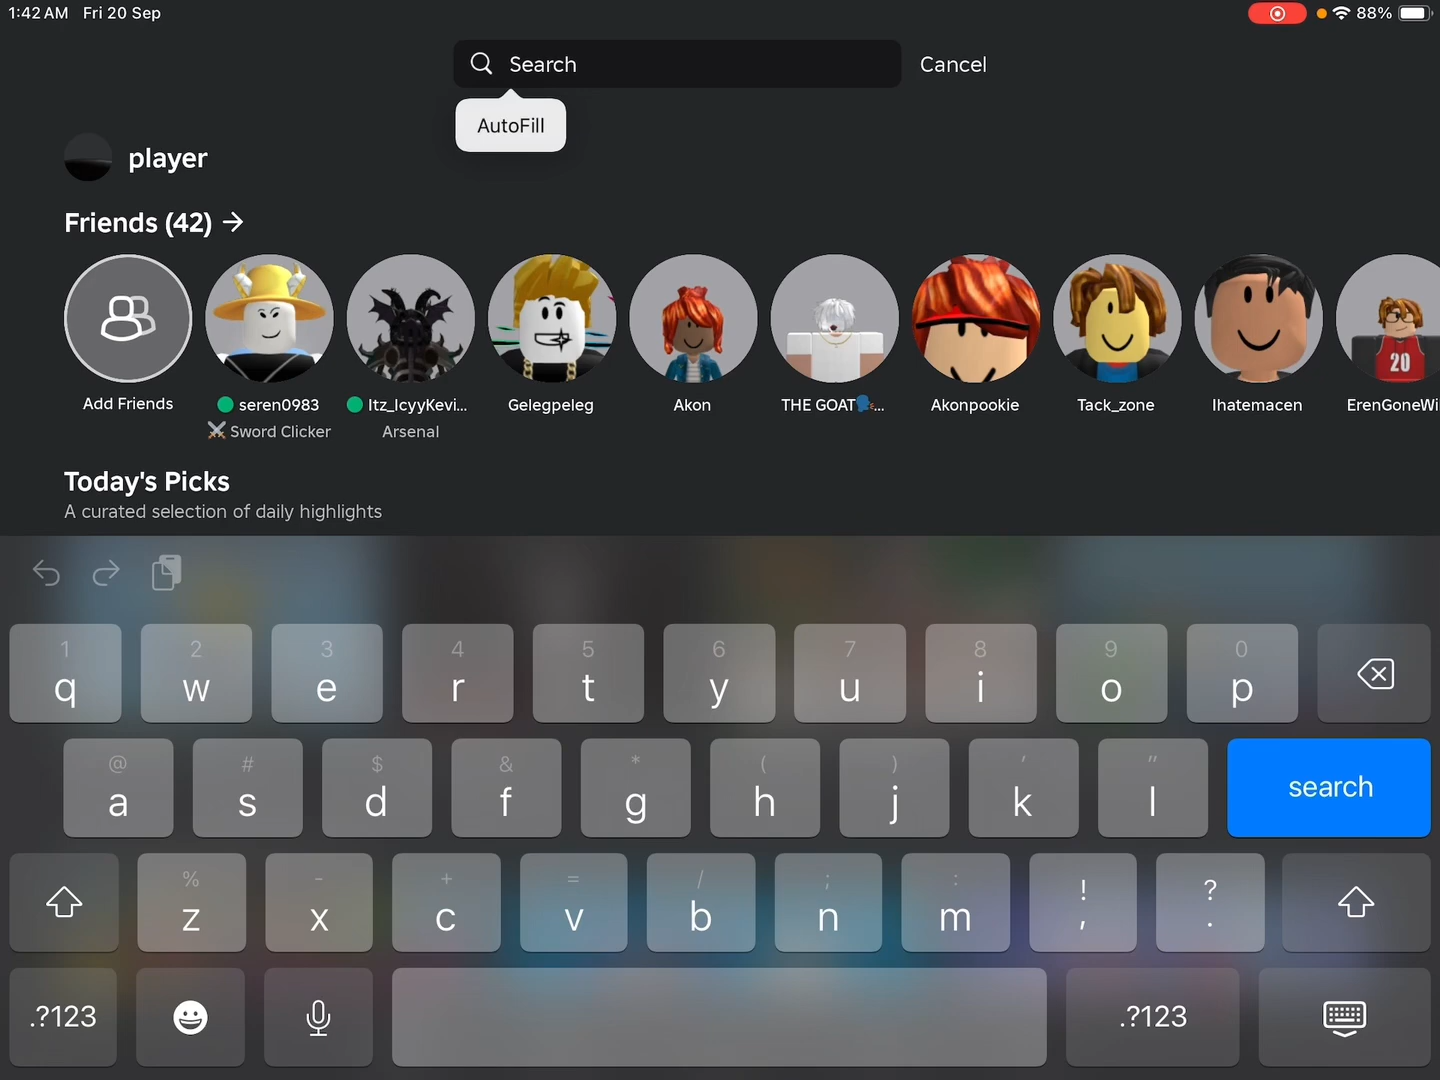 1:42 AM Fri 20 Sep 88%
Search Cancel
AutoFill
player
Friends (42) →
20
Add Friends seren0983 Itz_IcyyKevi... Gelegpeleg Akon THE GOAT🗣️... Akonpookie Tack_zone Ihatemacen ErenGoneWi
⚔️ Sword Clicker Arsenal
Today's Picks
A curated selection of daily highlights
1 2 3 4 5 6 7 8 9 0
q w e r t y u i o p
@ # $ & * ( ) ' "
a s d f g h j k l search
% - + = / ; : ! ?
z x c v b n m , .
.?123 .?123